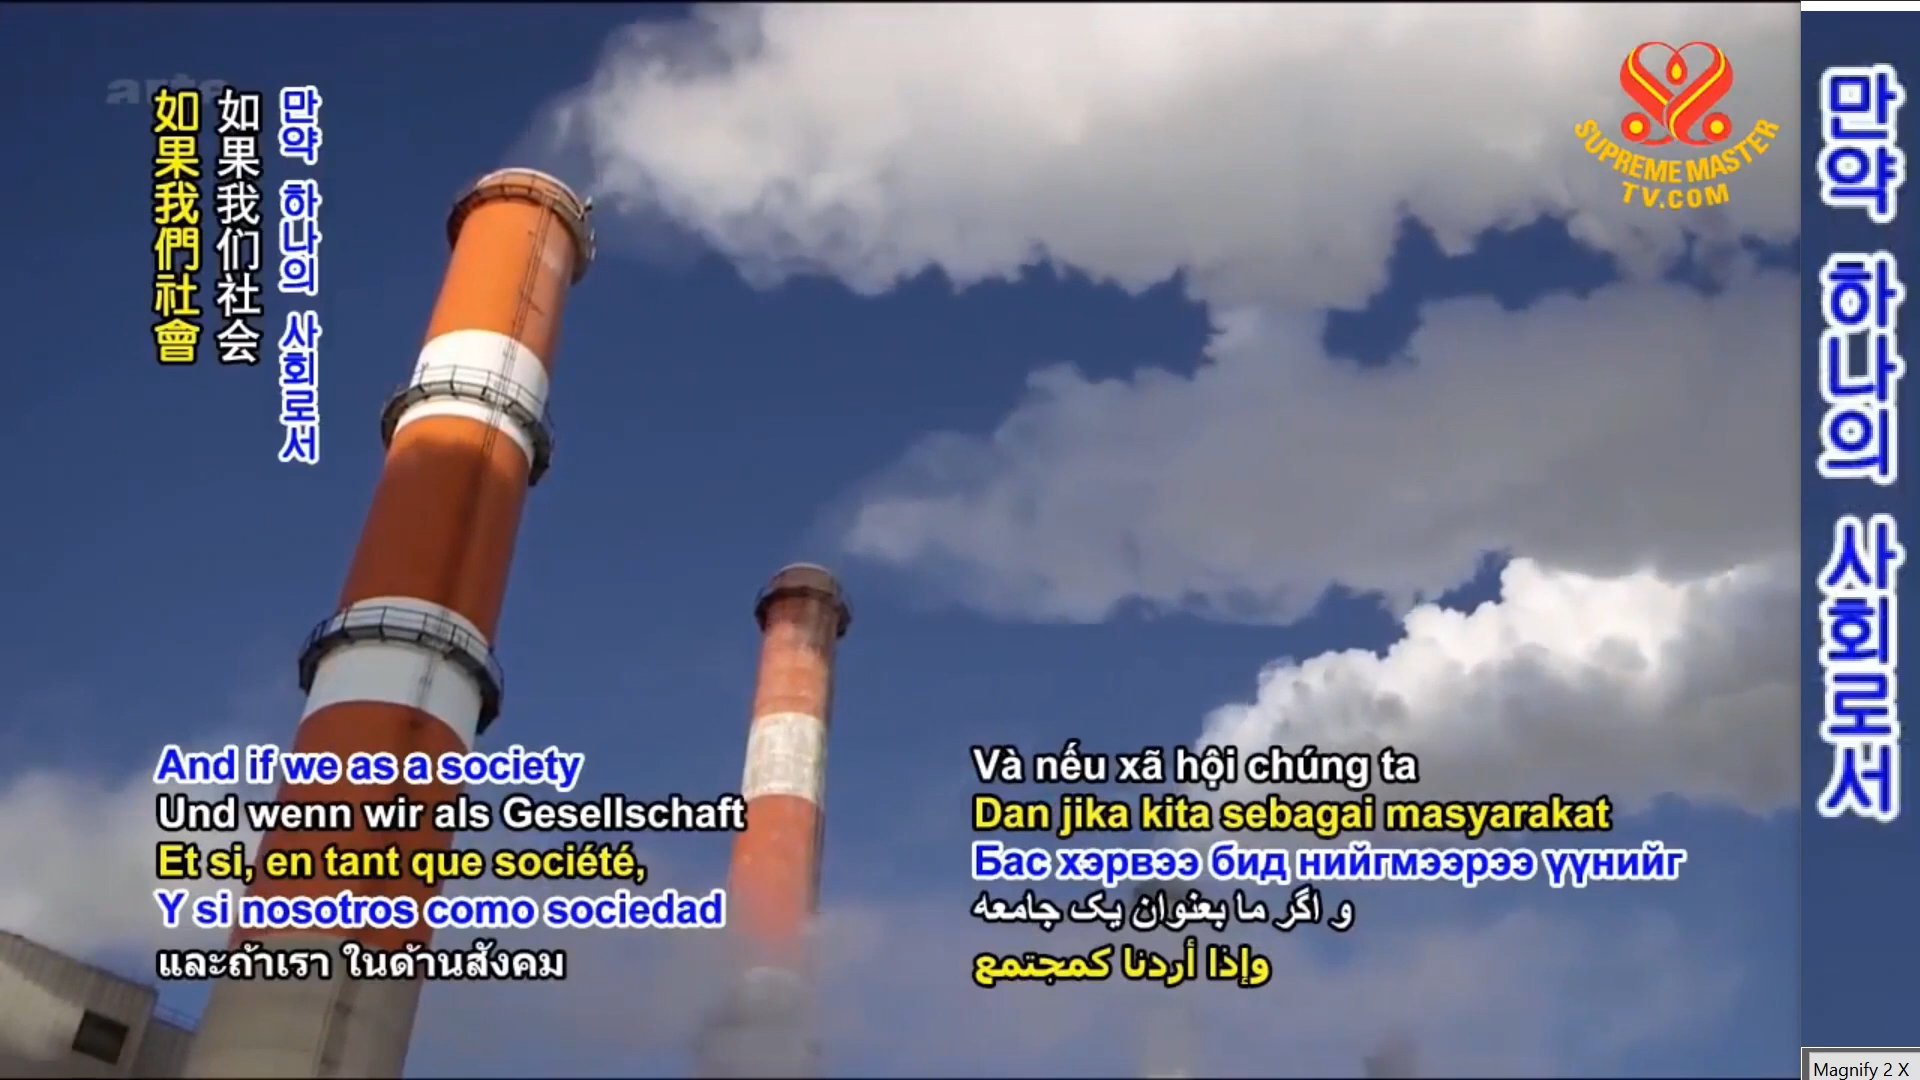 arte
如果我們社會
如果我们社会
만약 하나의 사회로서
SUPREME MASTER
TV.COM
And if we as a society
Und wenn wir als Gesellschaft
Et si, en tant que société,
Y si nosotros como sociedad
และถ้าเรา ในด้านสังคม
Và nếu xã hội chúng ta
Dan jika kita sebagai masyarakat
Бас хэрвээ бид нийгмээрээ үүнийг
و اگر ما بعنوان یک جامعه
وإذا أردنا كمجتمع
만약 하나의 사회로서
Magnify 2 X